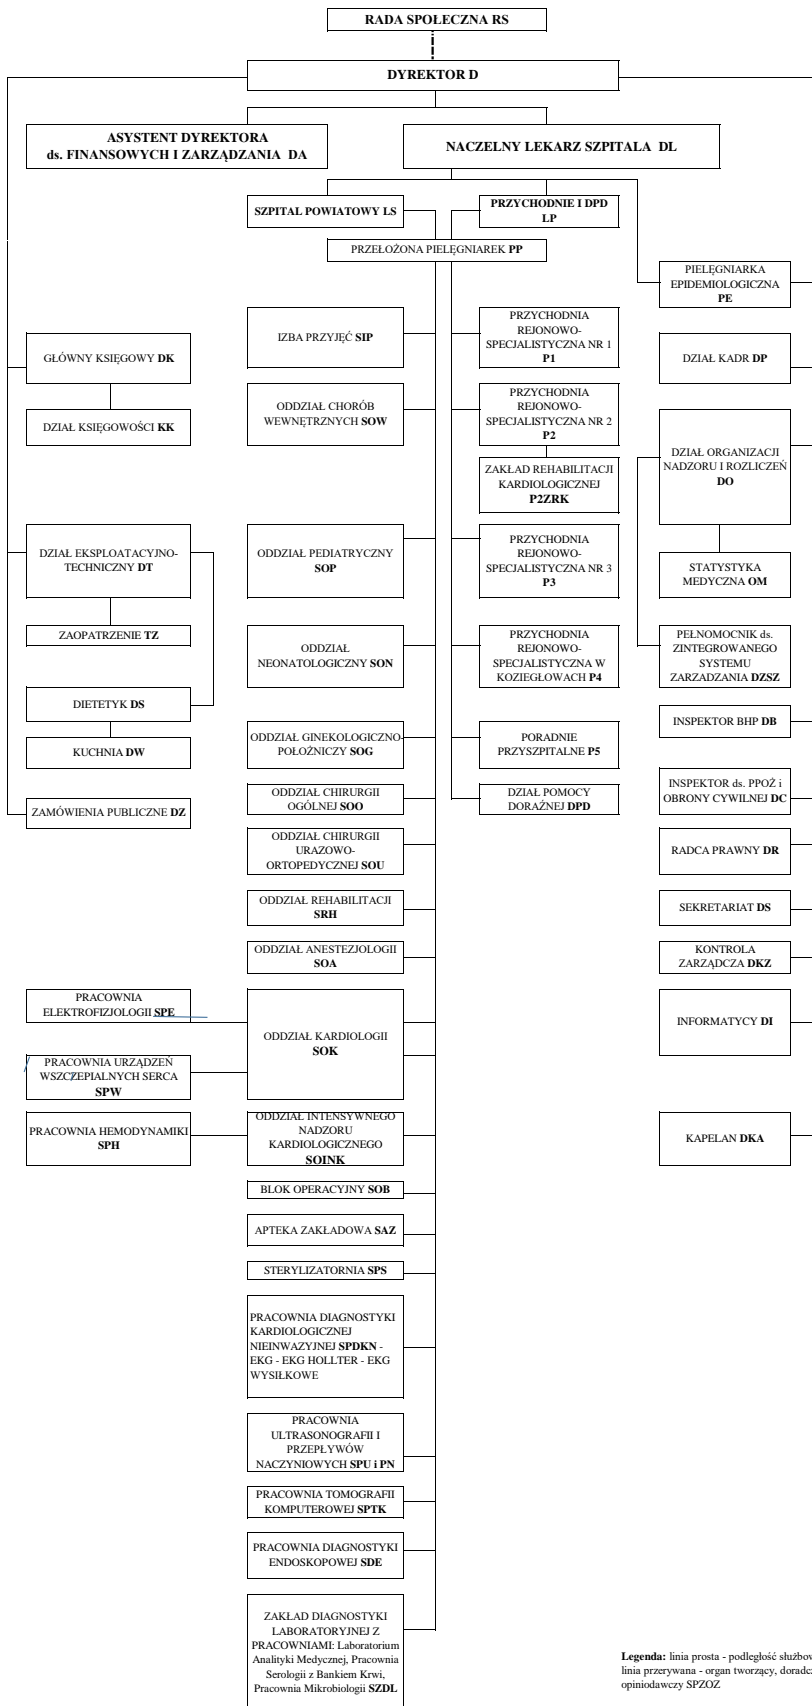 RADA SPOŁECZNA RS
DYREKTOR D
ASYSTENT DYREKTORA
ds. FINANSOWYCH I ZARZĄDZANIA DA
NACZELNY LEKARZ SZPITALA DL
SZPITAL POWIATOWY LS
PRZYCHODNIE I DPD
LP
PRZEŁOŻONA PIELĘGNIAREK PP
PIELĘGNIARKA
EPIDEMIOLOGICZNA
PE
GŁÓWNY KSIĘGOWY DK
DZIAŁ KSIĘGOWOŚCI KK
DZIAŁ EKSPLOATACYJNO-
TECHNICZNY DT
ZAOPATRZENIE TZ
DIETETYK DS
KUCHNIA DW
ZAMÓWIENIA PUBLICZNE DZ
PRACOWNIA
ELEKTROFIZJOLOGII SPE
PRACOWNIA URZĄDZEŃ
WSZCZEPIALNYCH SERCA
SPW
PRACOWNIA HEMODYNAMIKI
SPH
IZBA PRZYJĘĆ SIP
ODDZIAŁ CHORÓB
WEWNĘTRZNYCH SOW
ODDZIAŁ PEDIATRYCZNY
SOP
ODDZIAŁ
NEONATOLOGICZNY SON
ODDZIAŁ GINEKOLOGICZNO-
POŁOŻNICZY SOG
ODDZIAŁ CHIRURGII
OGÓLNEJ SOO
ODDZIAŁ CHIRURGII
URAZOWO-
ORTOPEDYCZNEJ SOU
ODDZIAŁ REHABILITACJI
SRH
ODDZIAŁ ANESTEZJOLOGII
SOA
ODDZIAŁ KARDIOLOGII
SOK
ODDZIAŁ INTENSYWNEGO
NADZORU
KARDIOLOGICZNEGO
SOINK
BLOK OPERACYJNY SOB
APTEKA ZAKŁADOWA SAZ
STERYLIZATORNIA SPS
PRACOWNIA DIAGNOSTYKI
KARDIOLOGICZNEJ
NIEINWAZYJNEJ SPDKN -
EKG - EKG HOLLTER - EKG
WYSIŁKOWE
PRACOWNIA
ULTRASONOGRAFII I
PRZEPŁYWÓW
NACZYNIOWYCH SPU i PN
PRACOWNIA TOMOGRAFII
KOMPUTEROWEJ SPTK
PRACOWNIA DIAGNOSTYKI
ENDOSKOPOWEJ SDE
ZAKŁAD DIAGNOSTYKI
LABORATORYJNEJ Z
PRACOWNIAMI: Laboratorium
Analityki Medycznej, Pracownia
Serologii z Bankiem Krwi,
Pracownia Mikrobiologii SZDL
PRZYCHODNIA
REJONOWO-
SPECJALISTYCZNA NR 1
P1
PRZYCHODNIA
REJONOWO-
SPECJALISTYCZNA NR 2
P2
ZAKŁAD REHABILITACJI
KARDIOLOGICZNEJ
P2ZRK
PRZYCHODNIA
REJONOWO-
SPECJALISTYCZNA NR 3
P3
PRZYCHODNIA
REJONOWO-
SPECJALISTYCZNA W
KOZIEGŁOWACH P4
PORADNIE
PRZYSZPITALNE P5
DZIAŁ POMOCY
DORAŹNEJ DPD
DZIAŁ KADR DP
DZIAŁ ORGANIZACJI
NADZORU I ROZLICZEŃ
DO
STATYSTYKA
MEDYCZNA OM
PEŁNOMOCNIK ds.
ZINTEGROWANEGO
SYSTEMU
ZARZADZANIA DZSZ
INSPEKTOR BHP DB
INSPEKTOR ds. PPOŻ i
OBRONY CYWILNEJ DC
RADCA PRAWNY DR
SEKRETARIAT DS
KONTROLA
ZARZĄDCZA DKZ
INFORMATYCY DI
KAPELAN DKA
Legenda: linia prosta - podległość służbow
linia przerywana - organ tworzący, doradcz
opiniodawczy SPZOZ